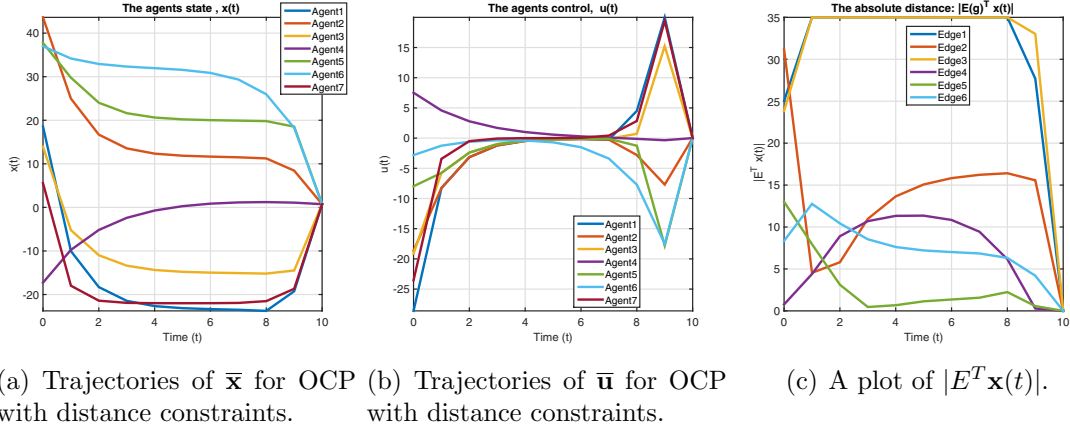 The agents state , x(t)
x(t)
40
30
20
10
0
-10
-20
0 2 4 6 8 10
Time (t)
Agent1
Agent2
Agent3
Agent4
Agent5
Agent6
Agent7
The agents control, u(t)
u(t)
15
10
5
0
-5
-10
-15
-20
-25
0 2 4 6 8 10
Time (t)
Agent1
Agent2
Agent3
Agent4
Agent5
Agent6
Agent7
The absolute distance: |E(g)^T x(t)|
|E^T x(t)|
35
30
25
20
15
10
5
0
0 2 4 6 8 10
Time (t)
Edge1
Edge2
Edge3
Edge4
Edge5
Edge6
(a) Trajectories of x̅ for OCP
with distance constraints.
(b) Trajectories of u̅ for OCP
with distance constraints.
(c) A plot of |E^T x(t)|.